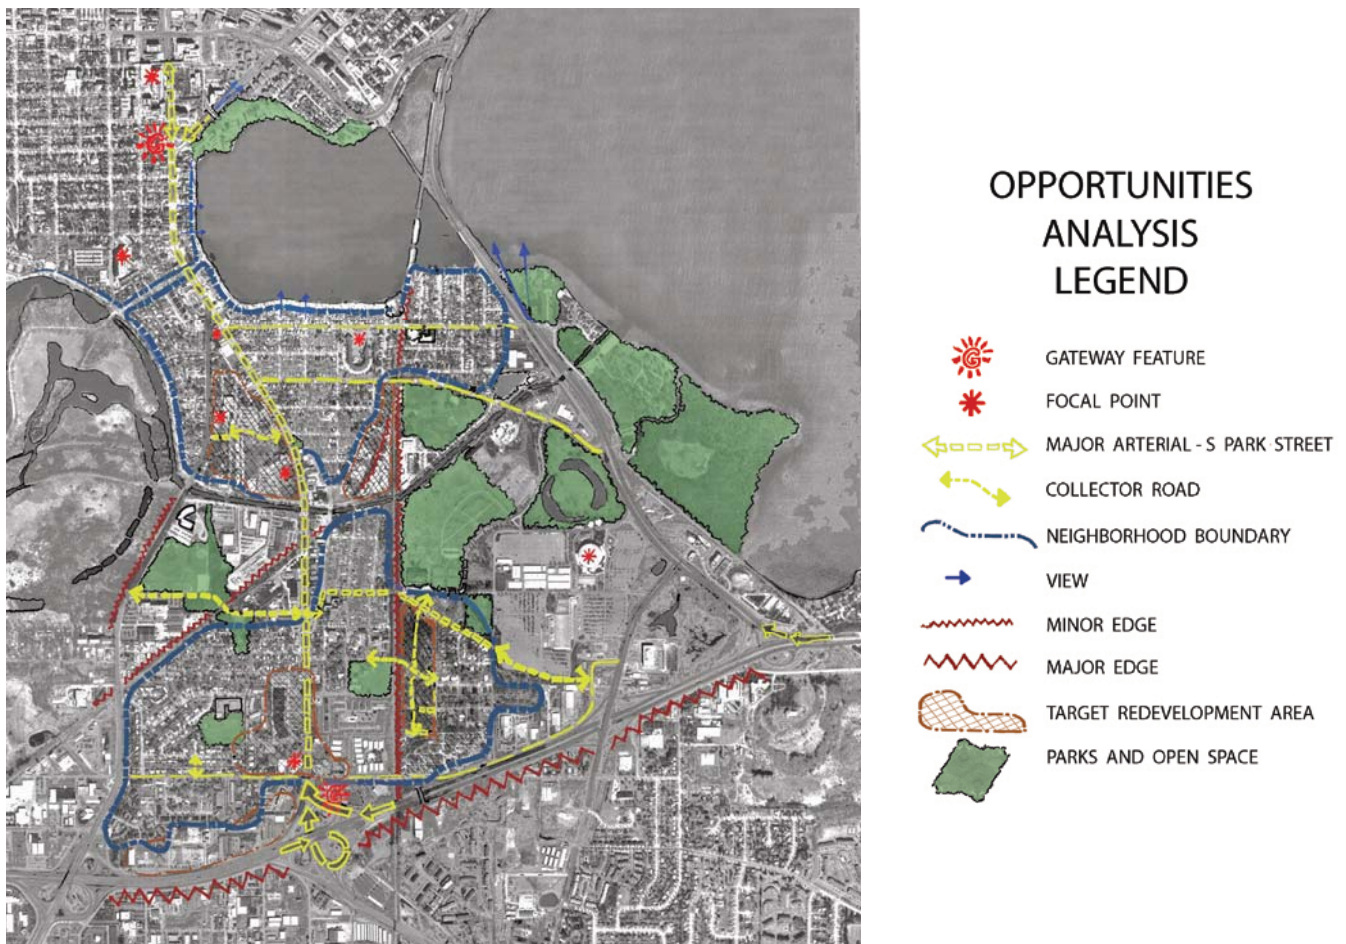 OPPORTUNITIES
ANALYSIS
LEGEND
G
GATEWAY FEATURE
FOCAL POINT
MAJOR ARTERIAL - S PARK STREET
COLLECTOR ROAD
NEIGHBORHOOD BOUNDARY
VIEW
MINOR EDGE
MAJOR EDGE
TARGET REDEVELOPMENT AREA
PARKS AND OPEN SPACE
G
G